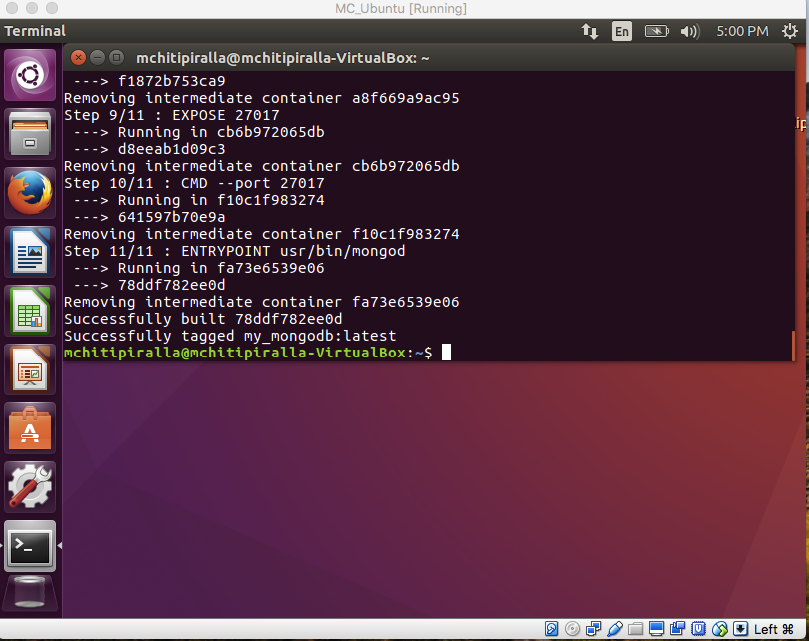 MC_Ubuntu [Running]
Terminal
En
5:00 PM
mchitipiralla@mchitipiralla-VirtualBox: ~
---> f1872b753ca9
Removing intermediate container a8f669a9ac95
Step 9/11 : EXPOSE 27017
---> Running in cb6b972065db
---> d8eeab1d09c3
Removing intermediate container cb6b972065db
Step 10/11 : CMD --port 27017
---> Running in f10c1f983274
---> 641597b70e9a
Removing intermediate container f10c1f983274
Step 11/11 : ENTRYPOINT usr/bin/mongod
---> Running in fa73e6539e06
---> 78ddf782ee0d
Removing intermediate container fa73e6539e06
Successfully built 78ddf782ee0d
Successfully tagged my_mongodb:latest
mchitipiralla@mchitipiralla-VirtualBox:~$
Left ⌘